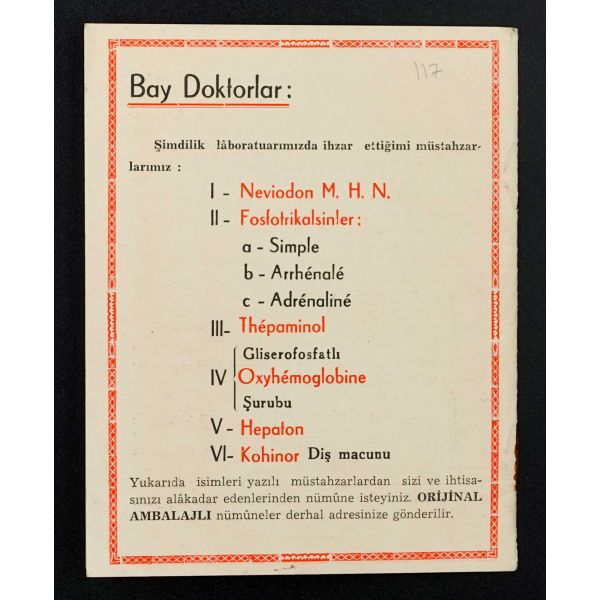 117
Bay Doktorlar:
Şimdilik lâboratuarımızda ihzar ettiğimi müstahzar-
larımız :
I - Neviodon M. H. N.
II - Fosfotrikalsinler:
a - Simple
b - Arrhénalé
c - Adrénaliné
III- Thépaminol
Gliserofosfatlı
IV Oxyhémoglobine
Şurubu
V - Hepaton
VI- Kohinor Diş macunu
Yukarıda isimleri yazılı müstahzarlardan sizi ve ihtisa-
sınızı alâkadar edenlerinden nümûne isteyiniz. ORİJİNAL
AMBALAJLI nümûneler derhal adresinize gönderilir.